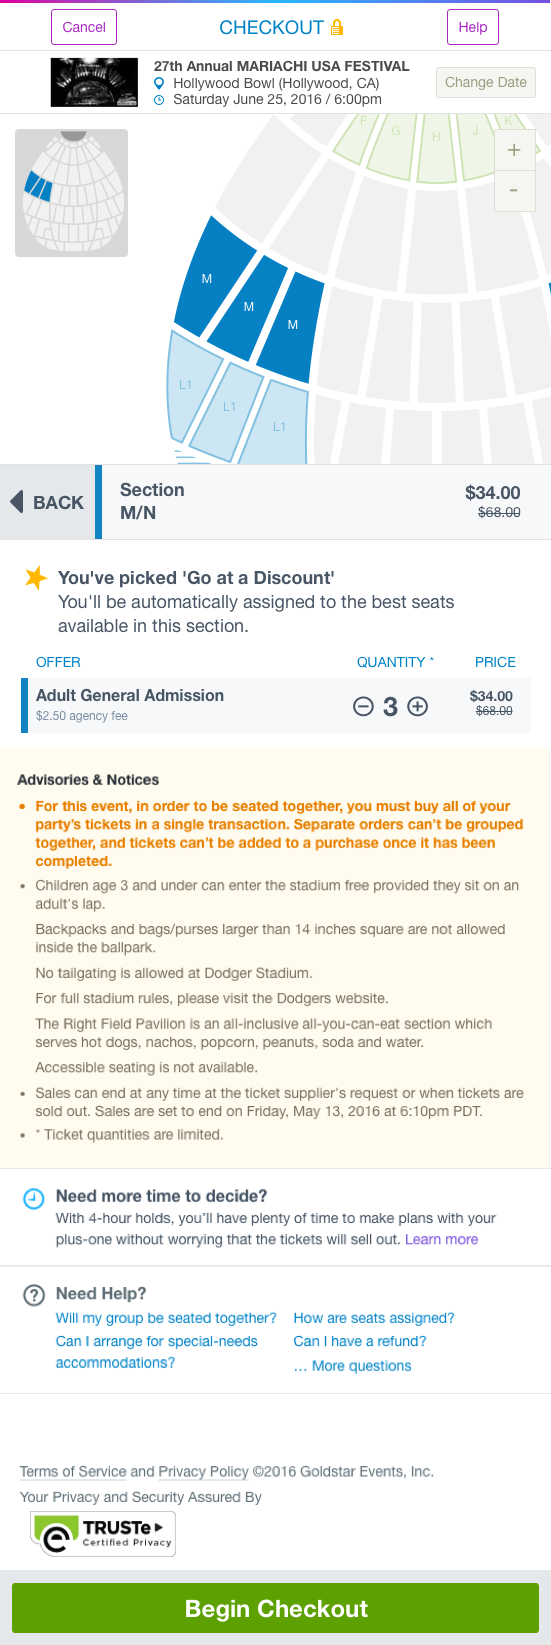 Cancel
CHECKOUT
Help
27th Annual MARIACHI USA FESTIVAL
Hollywood Bowl (Hollywood, CA)
Saturday June 25, 2016 / 6:00pm
Change Date
F
G
H
J
K
+
-
M
M
M
L1
L1
L1
BACK
Section
M/N
$34.00
$68.00
You've picked 'Go at a Discount'
You'll be automatically assigned to the best seats
available in this section.
OFFER
QUANTITY *
PRICE
Adult General Admission
$2.50 agency fee
3
$34.00
$68.00
Advisories & Notices
• For this event, in order to be seated together, you must buy all of your
party's tickets in a single transaction. Separate orders can't be grouped
together, and tickets can't be added to a purchase once it has been
completed.
• Children age 3 and under can enter the stadium free provided they sit on an
adult's lap.
Backpacks and bags/purses larger than 14 inches square are not allowed
inside the ballpark.
No tailgating is allowed at Dodger Stadium.
For full stadium rules, please visit the Dodgers website.
The Right Field Pavilion is an all-inclusive all-you-can-eat section which
serves hot dogs, nachos, popcorn, peanuts, soda and water.
Accessible seating is not available.
• Sales can end at any time at the ticket supplier's request or when tickets are
sold out. Sales are set to end on Friday, May 13, 2016 at 6:10pm PDT.
• * Ticket quantities are limited.
Need more time to decide?
With 4-hour holds, you'll have plenty of time to make plans with your
plus-one without worrying that the tickets will sell out. Learn more
Need Help?
Will my group be seated together?
Can I arrange for special-needs
accommodations?
How are seats assigned?
Can I have a refund?
... More questions
Terms of Service and Privacy Policy ©2016 Goldstar Events, Inc.
Your Privacy and Security Assured By
TRUSTe
Certified Privacy
Begin Checkout